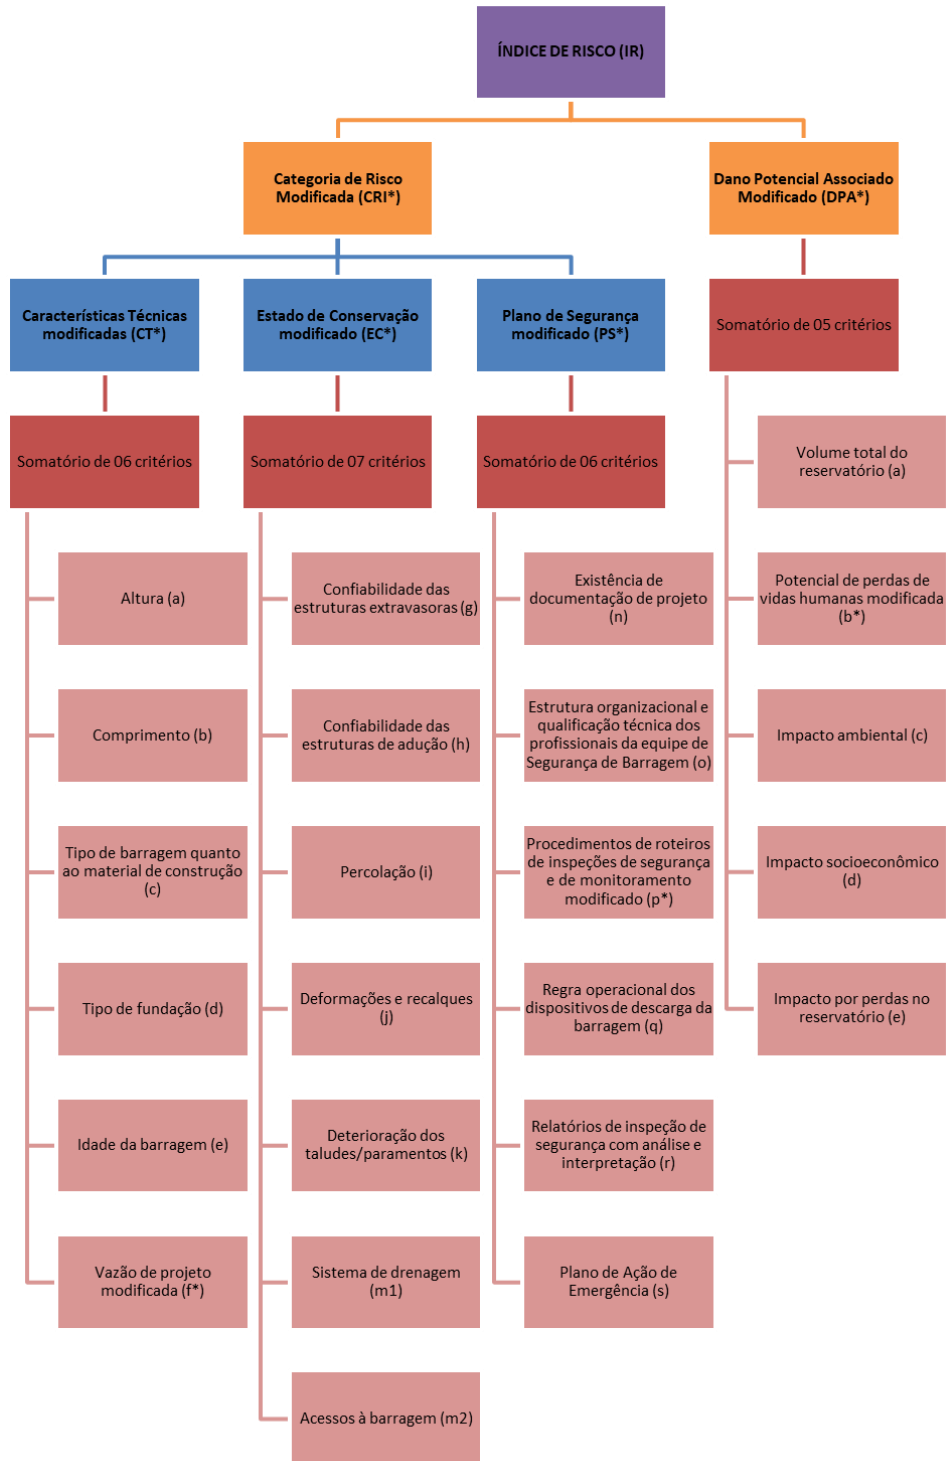 ÍNDICE DE RISCO (IR)
Categoria de Risco
Modificada (CRI*)
Dano Potencial Associado
Modificado (DPA*)
Características Técnicas
modificadas (CT*)
Estado de Conservação
modificado (EC*)
Plano de Segurança
modificado (PS*)
Somatório de 05 critérios
Somatório de 06 critérios
Somatório de 07 critérios
Somatório de 06 critérios
Altura (a)
Comprimento (b)
Tipo de barragem quanto
ao material de construção
(c)
Tipo de fundação (d)
Idade da barragem (e)
Vazão de projeto
modificada (f*)
Confiabilidade das
estruturas extravasoras (g)
Confiabilidade das
estruturas de adução (h)
Percolação (i)
Deformações e recalques
(j)
Deterioração dos
taludes/paramentos (k)
Sistema de drenagem
(m1)
Acessos à barragem (m2)
Existência de
documentação de projeto
(n)
Estrutura organizacional e
qualificação técnica dos
profissionais da equipe de
Segurança de Barragem (o)
Procedimentos de roteiros
de inspeções de segurança
e de monitoramento
modificado (p*)
Regra operacional dos
dispositivos de descarga da
barragem (q)
Relatórios de inspeção de
segurança com análise e
interpretação (r)
Plano de Ação de
Emergência (s)
Volume total do
reservatório (a)
Potencial de perdas de
vidas humanas modificada
(b*)
Impacto ambiental (c)
Impacto socioeconômico
(d)
Impacto por perdas no
reservatório (e)